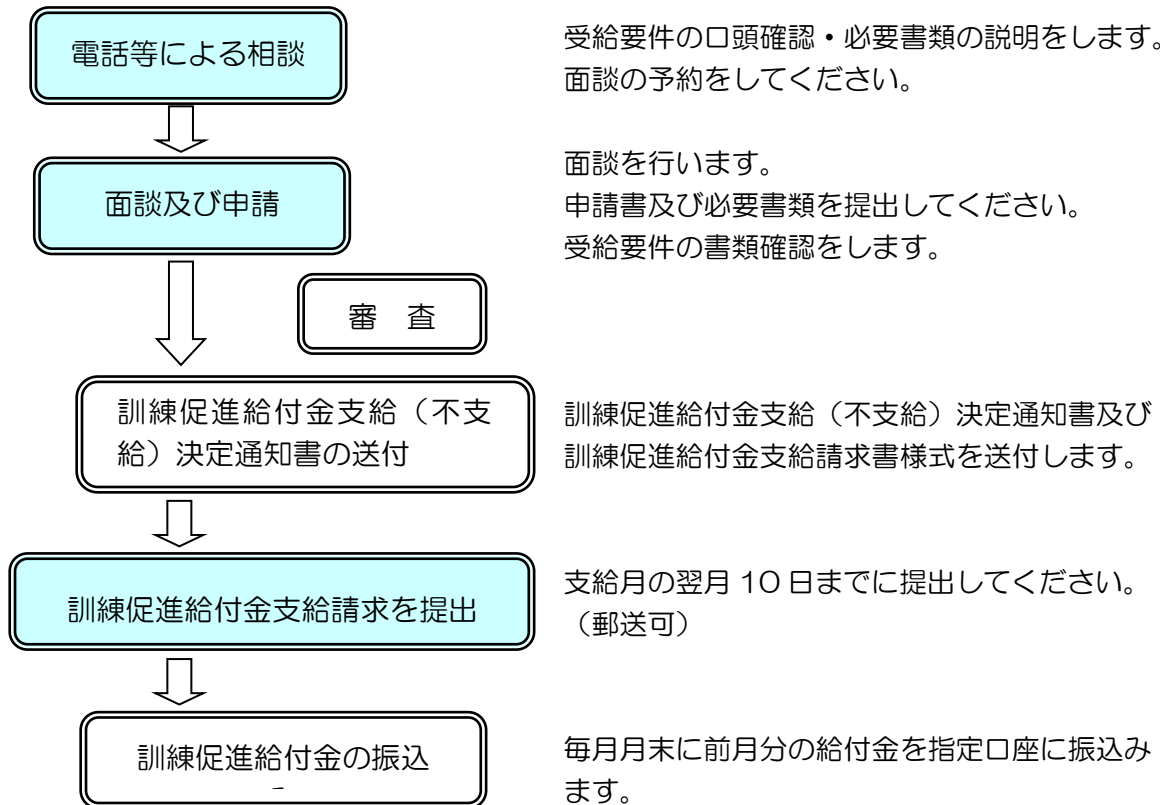 電話等による相談
受給要件の口頭確認・必要書類の説明をします。
面談の予約をしてください。
面談及び申請
面談を行います。
申請書及び必要書類を提出してください。
受給要件の書類確認をします。
審　査
訓練促進給付金支給（不支
給）決定通知書の送付
訓練促進給付金支給（不支給）決定通知書及び
訓練促進給付金支給請求書様式を送付します。
訓練促進給付金支給請求を提出
支給月の翌月 10 日までに提出してください。
（郵送可）
訓練促進給付金の振込
毎月月末に前月分の給付金を指定口座に振込み
ます。